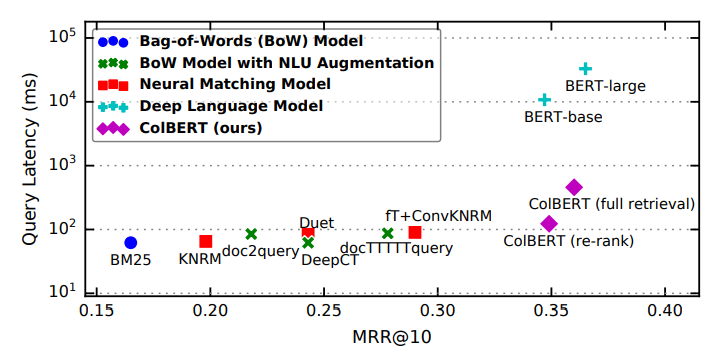 Query Latency (ms)
10^5
10^4
10^3
10^2
10^1
Bag-of-Words (BoW) Model
BoW Model with NLU Augmentation
Neural Matching Model
Deep Language Model
ColBERT (ours)
BERT-large
BERT-base
ColBERT (full retrieval)
ColBERT (re-rank)
fT+ConvKNRM
Duet
docTTTTTquery
doc2query
DeepCT
KNRM
BM25
0.15 0.20 0.25 0.30 0.35 0.40
MRR@10